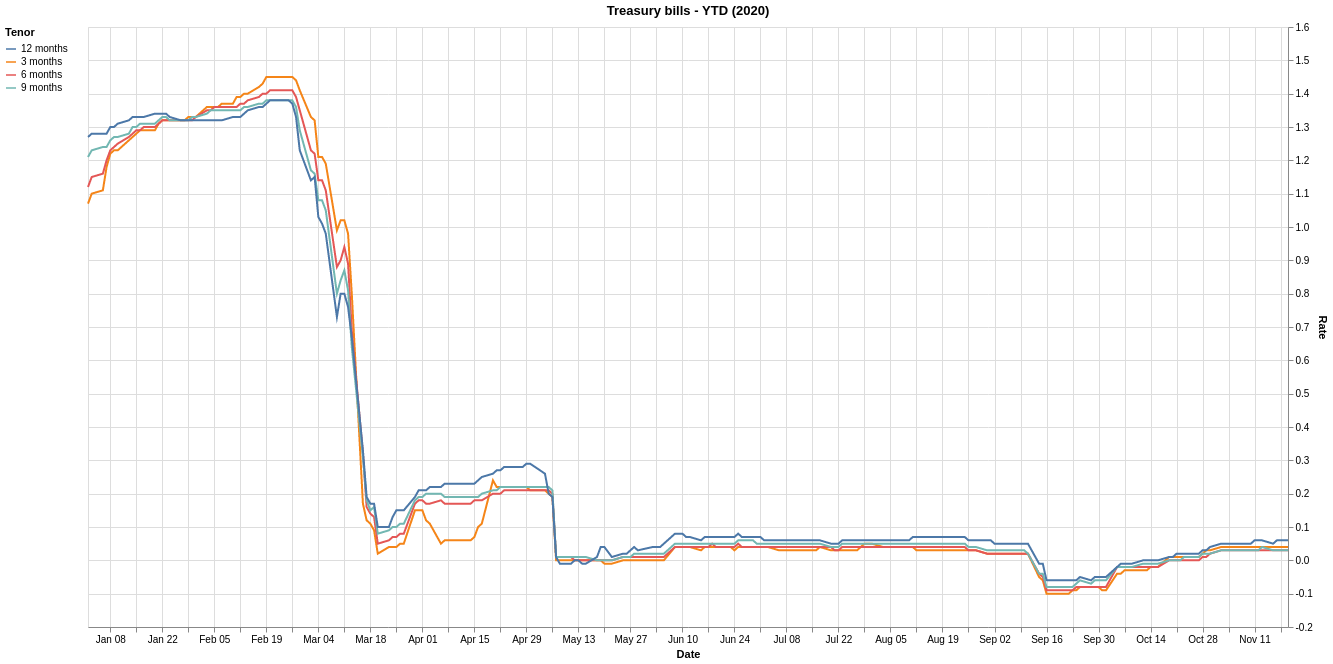 Treasury bills - YTD (2020)
Tenor
12 months
3 months
6 months
9 months
1.6
1.5
1.4
1.3
1.2
1.1
1.0
0.9
0.8
0.7
0.6
0.5
0.4
0.3
0.2
0.1
0.0
-0.1
-0.2
Rate
Jan 08 Jan 22 Feb 05 Feb 19 Mar 04 Mar 18 Apr 01 Apr 15 Apr 29 May 13 May 27 Jun 10 Jun 24 Jul 08 Jul 22 Aug 05 Aug 19 Sep 02 Sep 16 Sep 30 Oct 14 Oct 28 Nov 11
Date